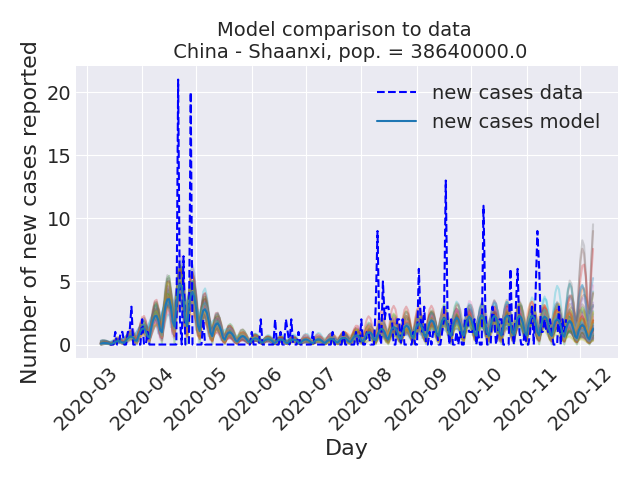 Model comparison to data
China - Shaanxi, pop. = 38640000.0
Number of new cases reported
20
15
10
5
0
new cases data
new cases model
2020-03
2020-04
2020-05
2020-06
2020-07
2020-08
2020-09
2020-10
2020-11
2020-12
Day